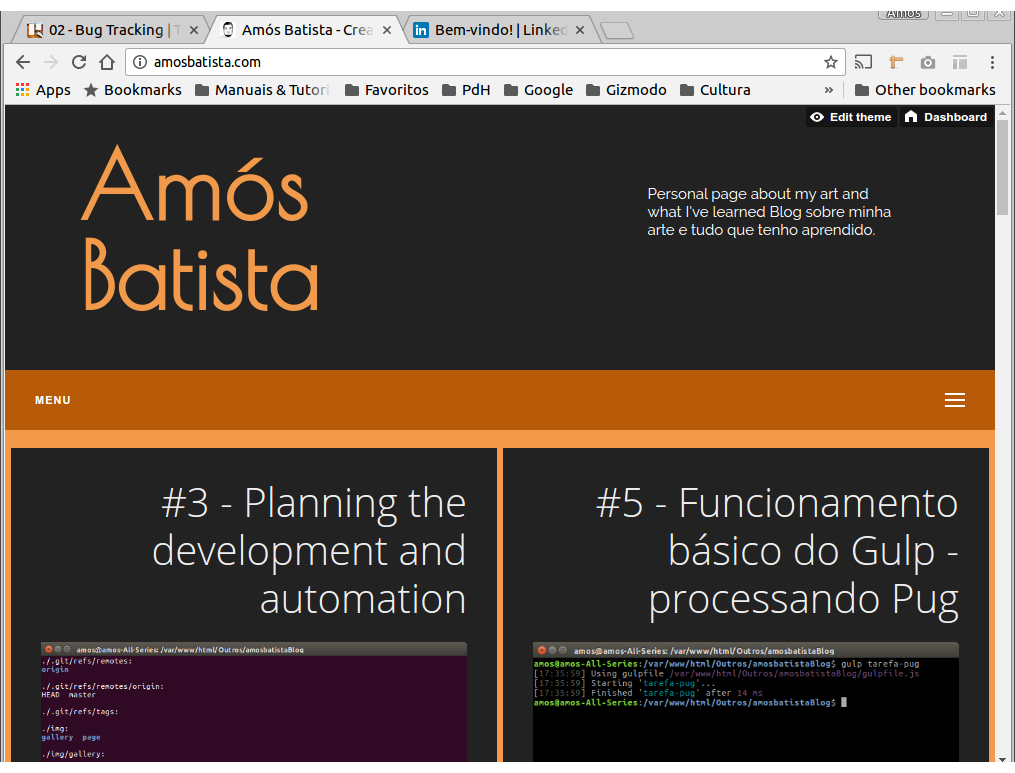 Amos
02 - Bug Tracking | T
Amós Batista - Crea
Bem-vindo! | Linked
amosbatista.com
Apps
Bookmarks
Manuais & Tutori
Favoritos
PdH
Google
Gizmodo
Cultura
»
Other bookmarks
Edit theme
Dashboard
Amós
Batista
Personal page about my art and
what I've learned Blog sobre minha
arte e tudo que tenho aprendido.
MENU
#3 - Planning the
development and
automation
amos@amos-All-Series: /var/www/html/Outros/amosbatistaBlog
./.git/refs/remotes:
origin
./.git/refs/remotes/origin:
HEAD master
./.git/refs/tags:
./img:
gallery page
./img/gallery:
#5 - Funcionamento
básico do Gulp -
processando Pug
amos@amos-All-Series: /var/www/html/Outros/amosbatistaBlog
amos@amos-All-Series:/var/www/html/Outros/amosbatistaBlog$ gulp tarefa-pug
[17:35:59] Using gulpfile /var/www/html/Outros/amosbatistaBlog/gulpfile.js
[17:35:59] Starting 'tarefa-pug'...
[17:35:59] Finished 'tarefa-pug' after 14 ms
amos@amos-All-Series:/var/www/html/Outros/amosbatistaBlog$